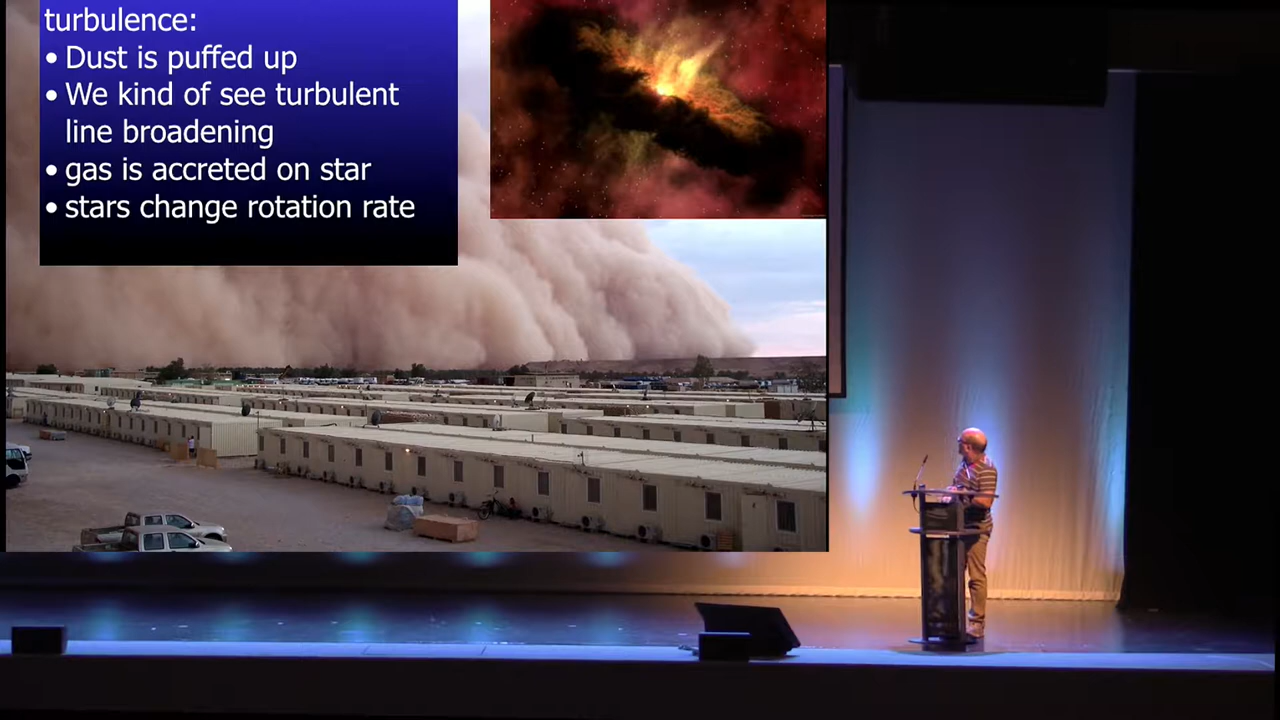 turbulence:
• Dust is puffed up
• We kind of see turbulent
line broadening
• gas is accreted on star
• stars change rotation rate